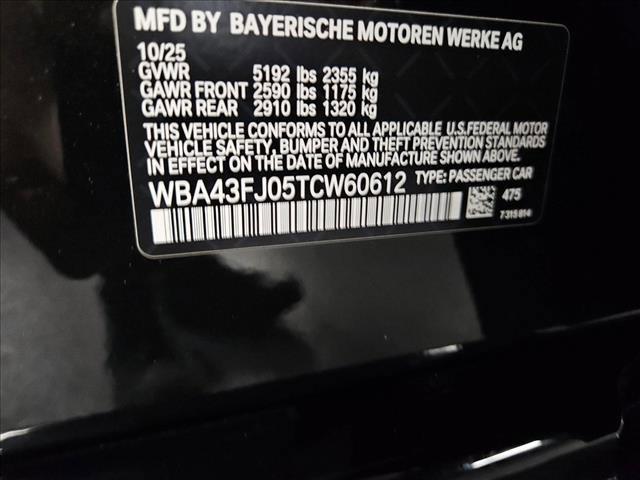 MFD BY BAYERISCHE MOTOREN WERKE AG
10/25
GVWR 5192 lbs 2355 kg
GAWR FRONT 2590 lbs 1175 kg
GAWR REAR 2910 lbs 1320 kg
THIS VEHICLE CONFORMS TO ALL APPLICABLE U.S.FEDERAL MOTOR
VEHICLE SAFETY, BUMPER AND THEFT PREVENTION STANDARDS
IN EFFECT ON THE DATE OF MANUFACTURE SHOWN ABOVE.
WBA43FJ05TCW60612 TYPE: PASSENGER CAR
475
7315814